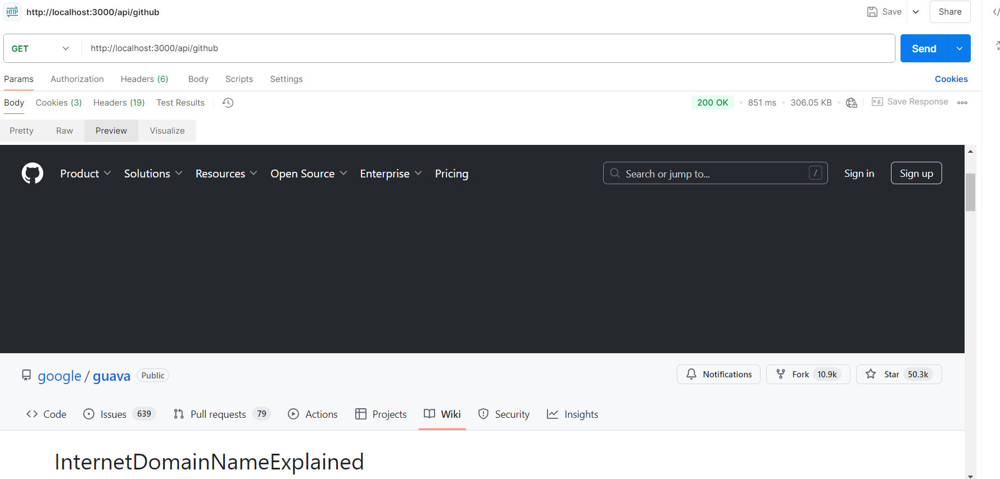 HTTP http://localhost:3000/api/github Save Share
GET http://localhost:3000/api/github Send
Params Authorization Headers (6) Body Scripts Settings Cookies
Body Cookies (3) Headers (19) Test Results 200 OK 851 ms 306.05 KB e.g. Save Response
Pretty Raw Preview Visualize
Product Solutions Resources Open Source Enterprise Pricing Search or jump to... / Sign in Sign up
google / guava Public Notifications Fork 10.9k Star 50.3k
Code Issues 639 Pull requests 79 Actions Projects Wiki Security Insights
InternetDomainNameExplained